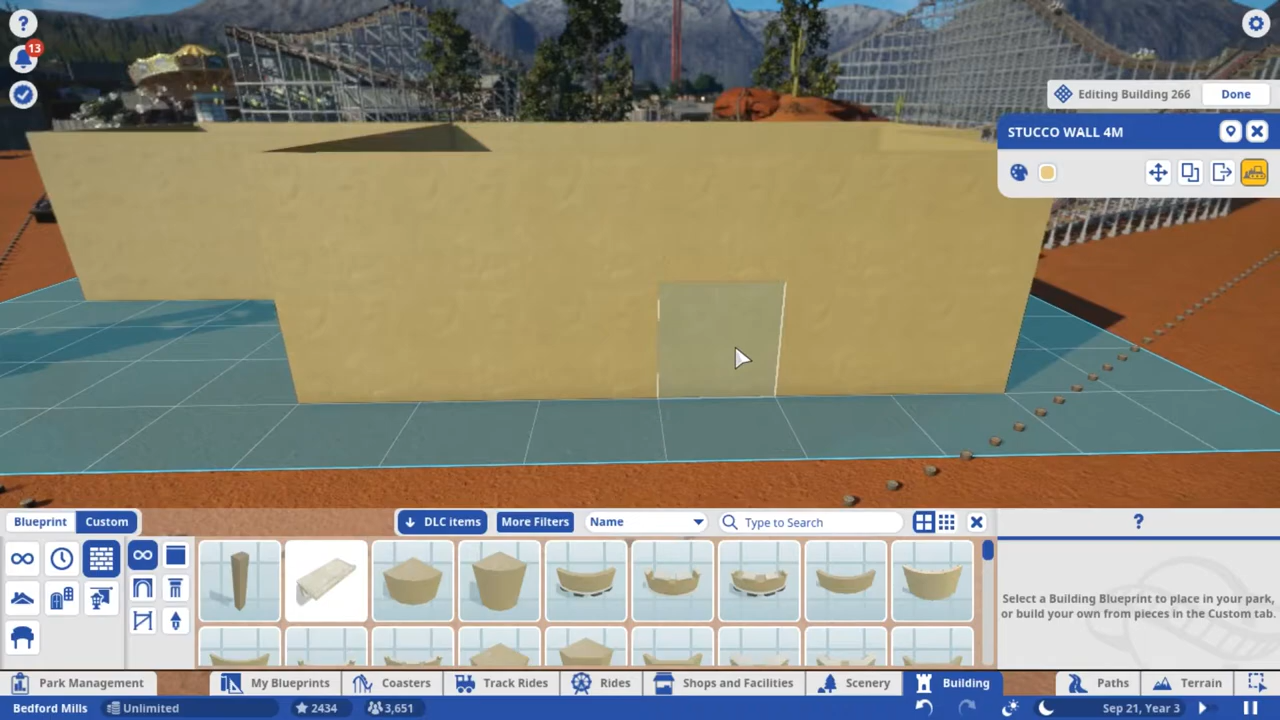 ?
13
Editing Building 266
Done
STUCCO WALL 4M
Blueprint
Custom
DLC items
More Filters
Name
Type to Search
?
Select a Building Blueprint to place in your park,
or build your own from pieces in the Custom tab.
Park Management
My Blueprints
Coasters
Track Rides
Rides
Shops and Facilities
Scenery
Building
Paths
Terrain
Bedford Mills
Unlimited
2434
3,651
Sep 21, Year 3